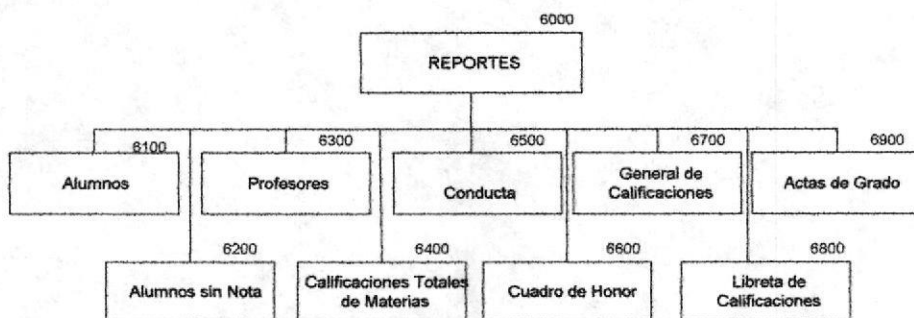 6000
REPORTES
6100
Alumnos
6300
Profesores
6500
Conducta
6700
General de
Calificaciones
6900
Actas de Grado
6200
Alumnos sin Nota
6400
Calificaciones Totales
de Materias
6600
Cuadro de Honor
6800
Libreta de
Calificaciones